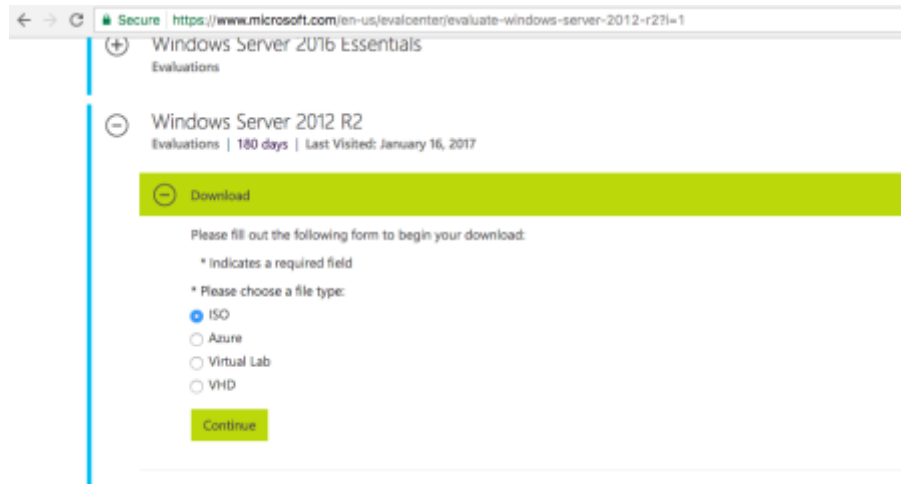 Secure https://www.microsoft.com/en-us/evalcenter/evaluate-windows-server-2012-r2?i=1
Windows Server 2016 Essentials
Evaluations
Windows Server 2012 R2
Evaluations | 180 days | Last Visited: January 16, 2017
Download
Please fill out the following form to begin your download:
* Indicates a required field
* Please choose a file type:
ISO
Azure
Virtual Lab
VHD
Continue